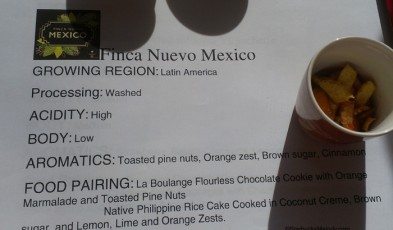 FINCA NUEVO
MEXICO
Finca Nuevo Mexico
GROWING REGION: Latin America
Processing: Washed
ACIDITY: High
BODY: Low
AROMATICS: Toasted pine nuts, Orange zest, Brown sugar, Cinnamon
FOOD PAIRING: La Boulange Flourless Chocolate Cookie with Orange
Marmalade and Toasted Pine Nuts
Native Philippine Rice Cake Cooked in Coconut Creme, Brown
sugar, and Lemon, Lime and Orange Zests.